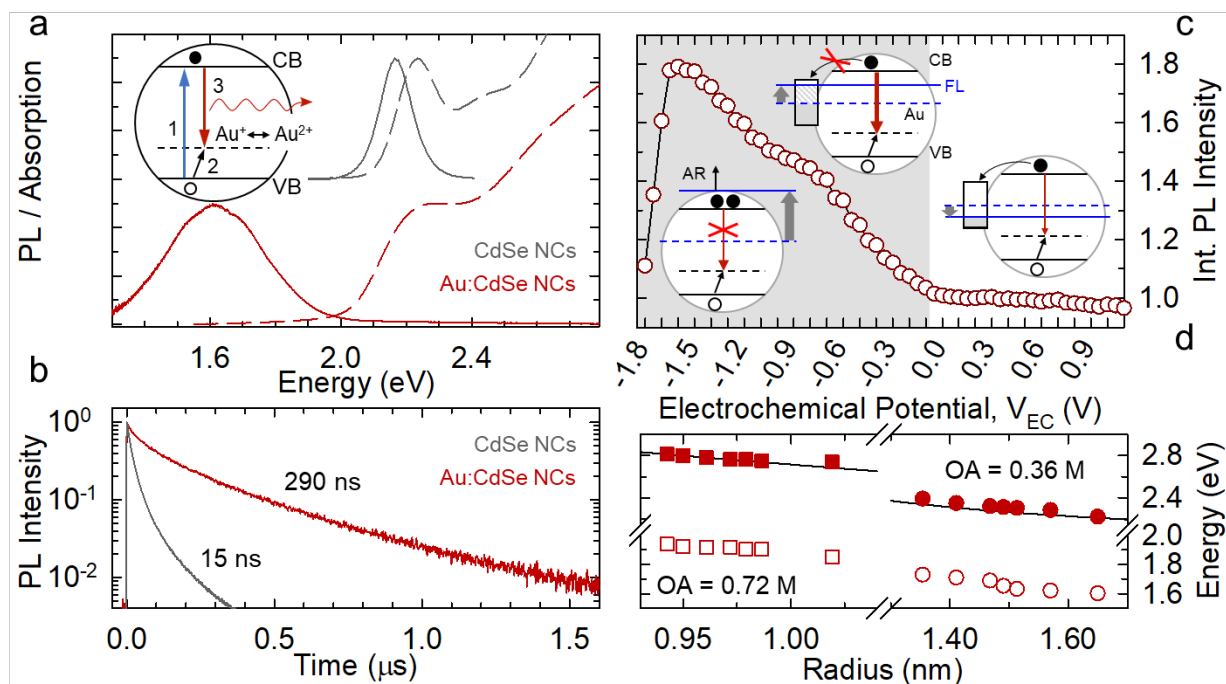 a
PL / Absorption
CB
3
1
Au⁺ ↔ Au²⁺
2
VB
CdSe NCs
Au:CdSe NCs
1.6
2.0
2.4
Energy (eV)
c
CB
FL
Au
VB
AR
1.8
1.6
1.4
1.2
1.0
Int. PL Intensity
-1.8
-1.5
-1.2
-0.9
-0.6
-0.3
0.0
0.3
0.6
0.9
Electrochemical Potential, V_EC (V)
b
PL Intensity
10⁰
10⁻¹
10⁻²
CdSe NCs
Au:CdSe NCs
290 ns
15 ns
0.0
0.5
1.0
1.5
Time (μs)
d
OA = 0.36 M
OA = 0.72 M
2.8
2.4
2.0
1.8
1.6
Energy (eV)
0.95
1.00
1.40
1.60
Radius (nm)